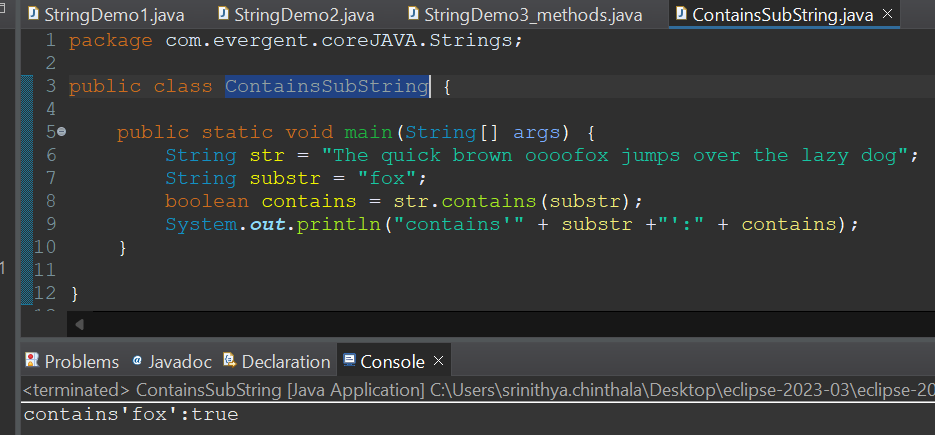 StringDemo1.java StringDemo2.java StringDemo3_methods.java ContainsSubString.java ×
1 package com.evergent.coreJAVA.Strings;
2
3 public class ContainsSubString {
4
5 public static void main(String[] args) {
6 String str = "The quick brown oooofox jumps over the lazy dog";
7 String substr = "fox";
8 boolean contains = str.contains(substr);
9 System.out.println("contains'" + substr +"':" + contains);
10 }
11
12 }
1
Problems @ Javadoc Declaration Console ×
<terminated> ContainsSubString [Java Application] C:\Users\srinithya.chinthala\Desktop\eclipse-2023-03\eclipse-20
contains'fox':true